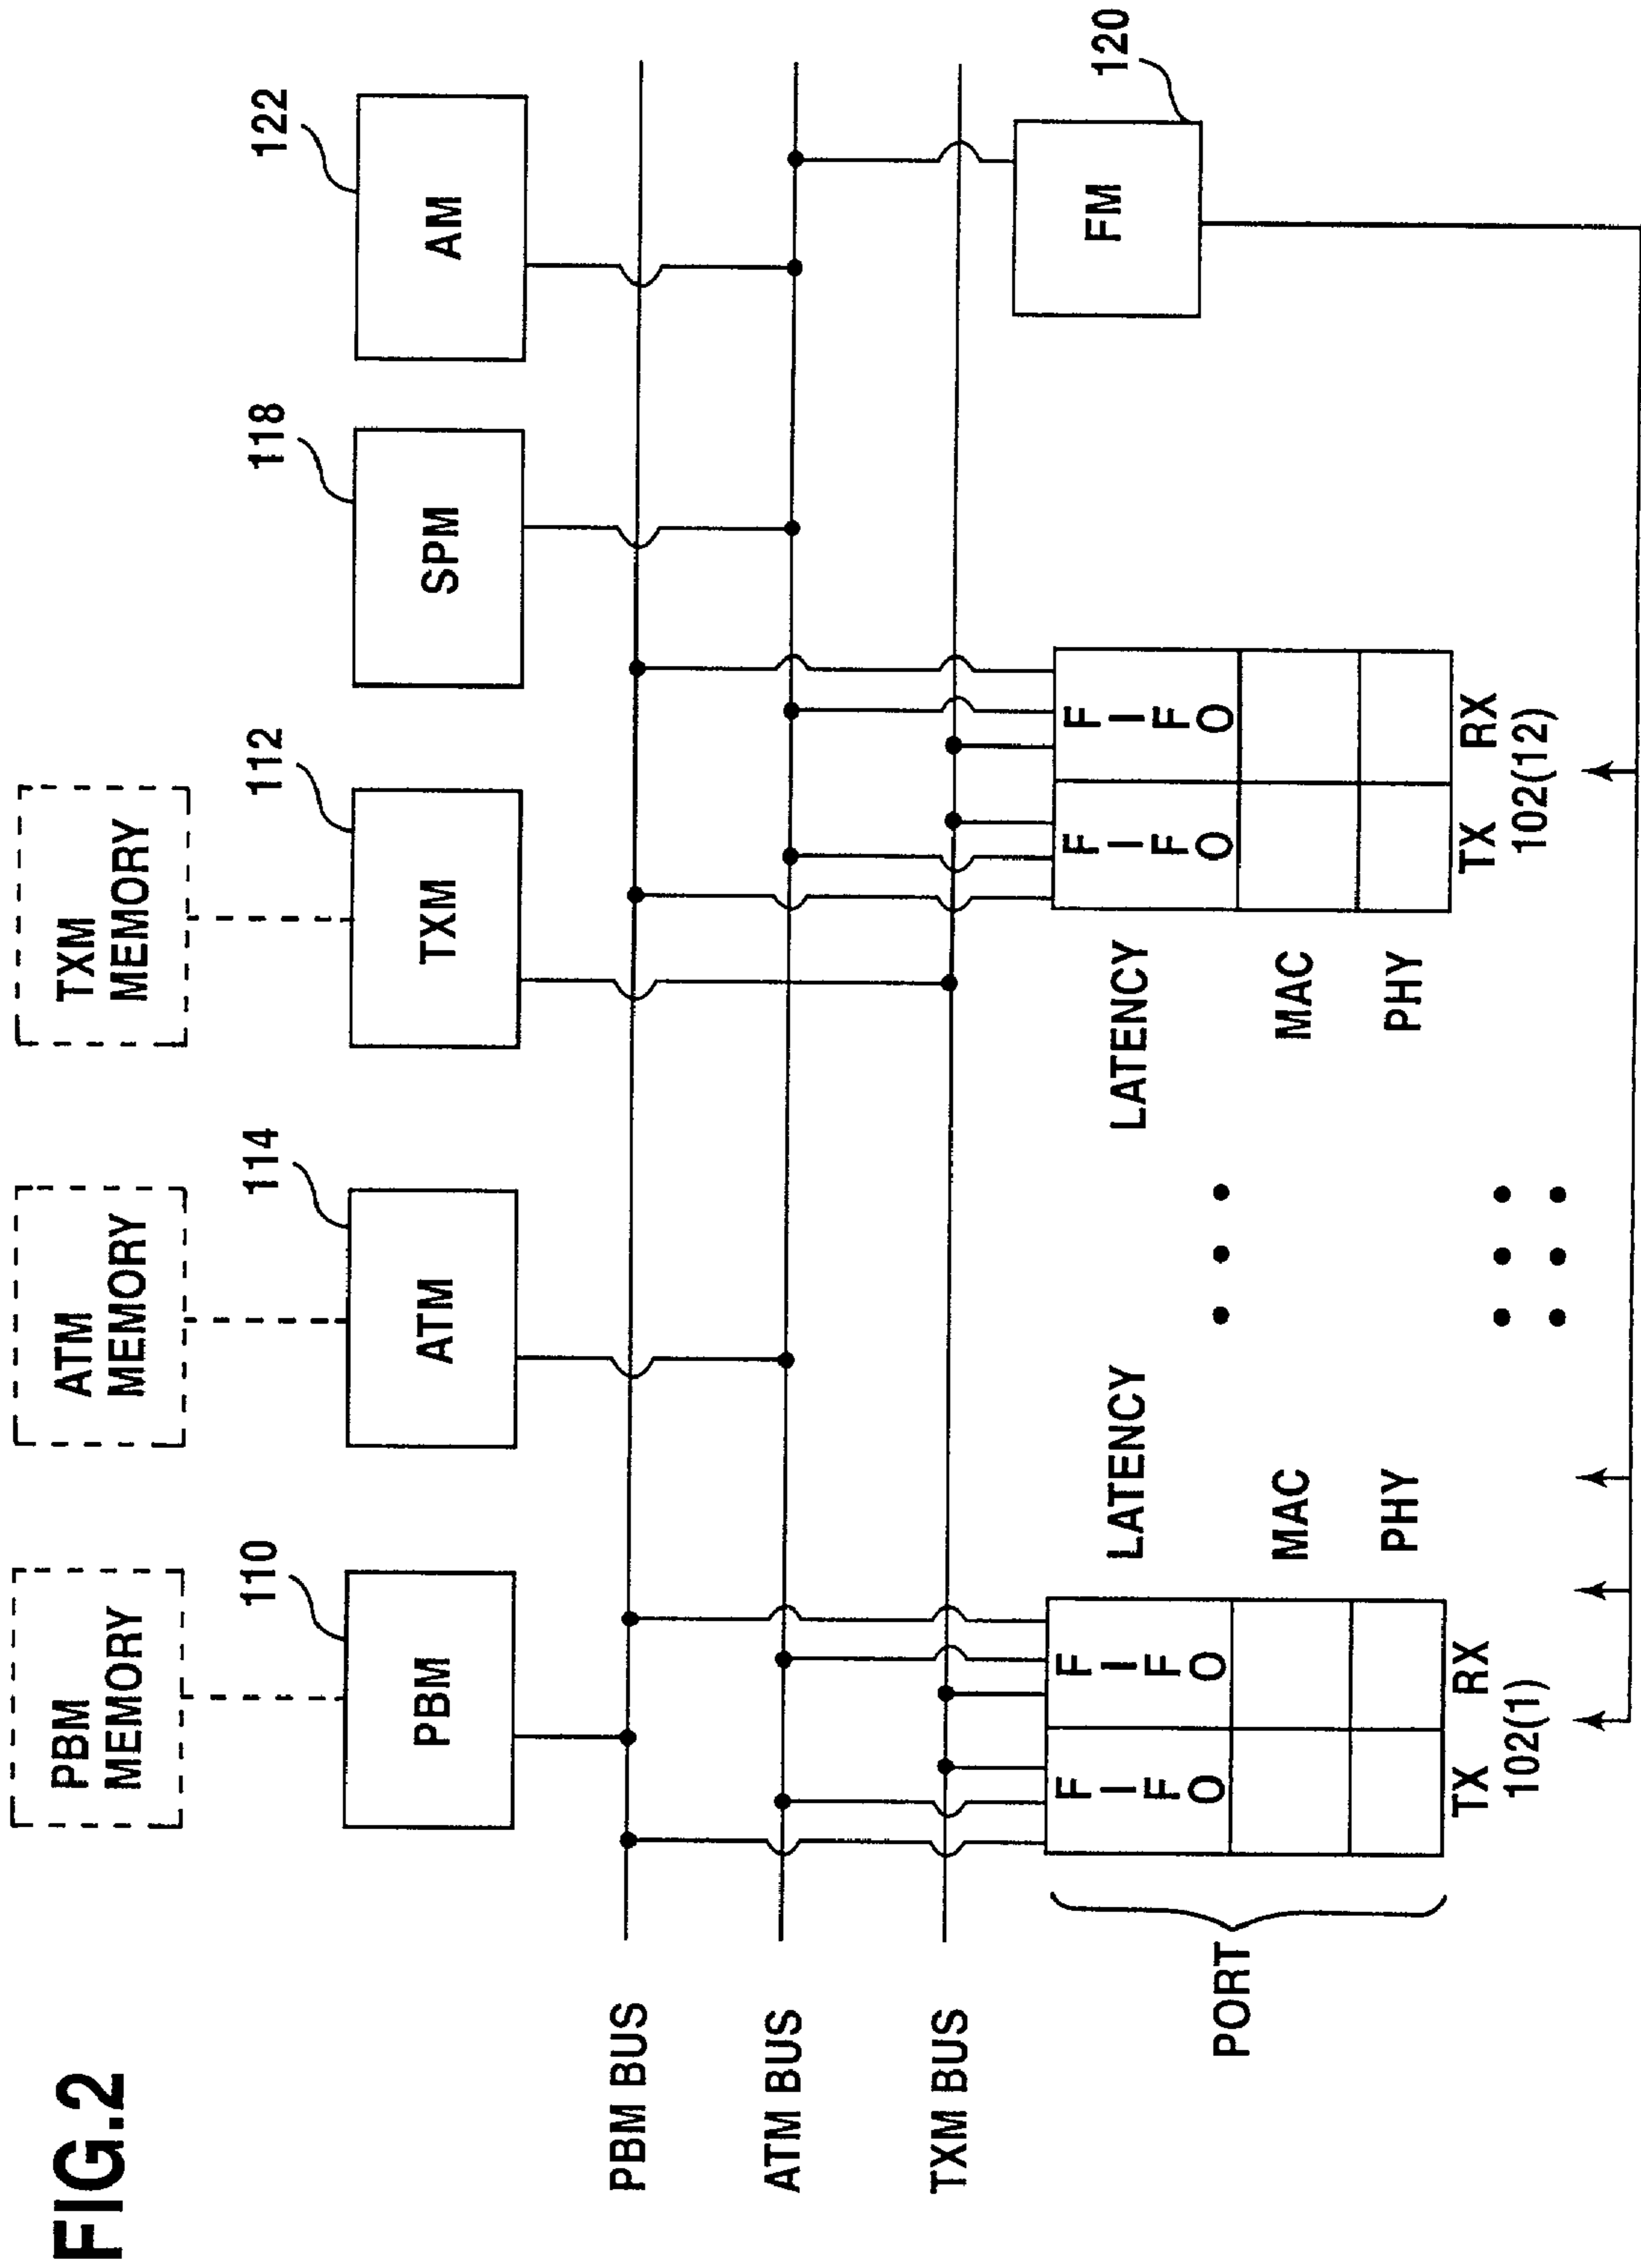 FIG.2
PBM
MEMORY
ATM
MEMORY
TXM
MEMORY
110
114
112
118
122
PBM
ATM
TXM
SPM
AM
PBM BUS
ATM BUS
TXM BUS
120
FM
PORT
FIFO
FIFO
LATENCY
MAC
PHY
TX
RX
102(1)
LATENCY
MAC
PHY
FIFO
FIFO
TX
RX
102(12)